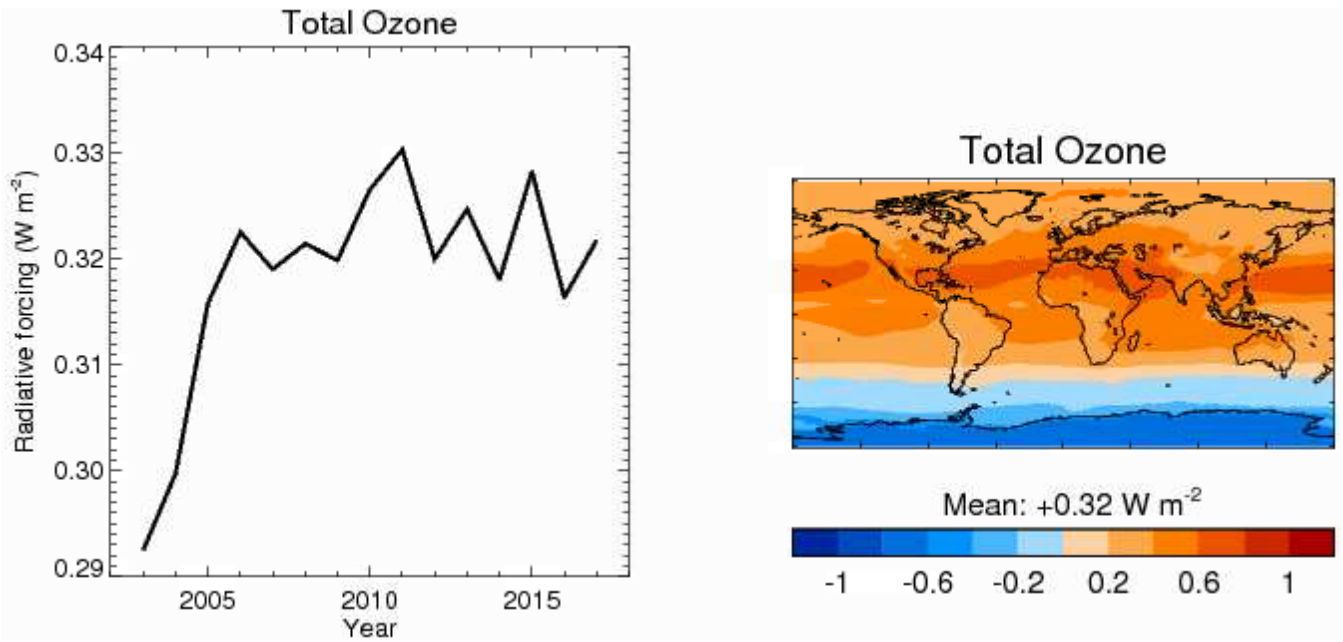 Total Ozone
Radiative forcing (W m-2)
0.34
0.33
0.32
0.31
0.30
0.29
2005 2010 2015
Year
Total Ozone
Mean: +0.32 W m-2
-1 -0.6 -0.2 0.2 0.6 1